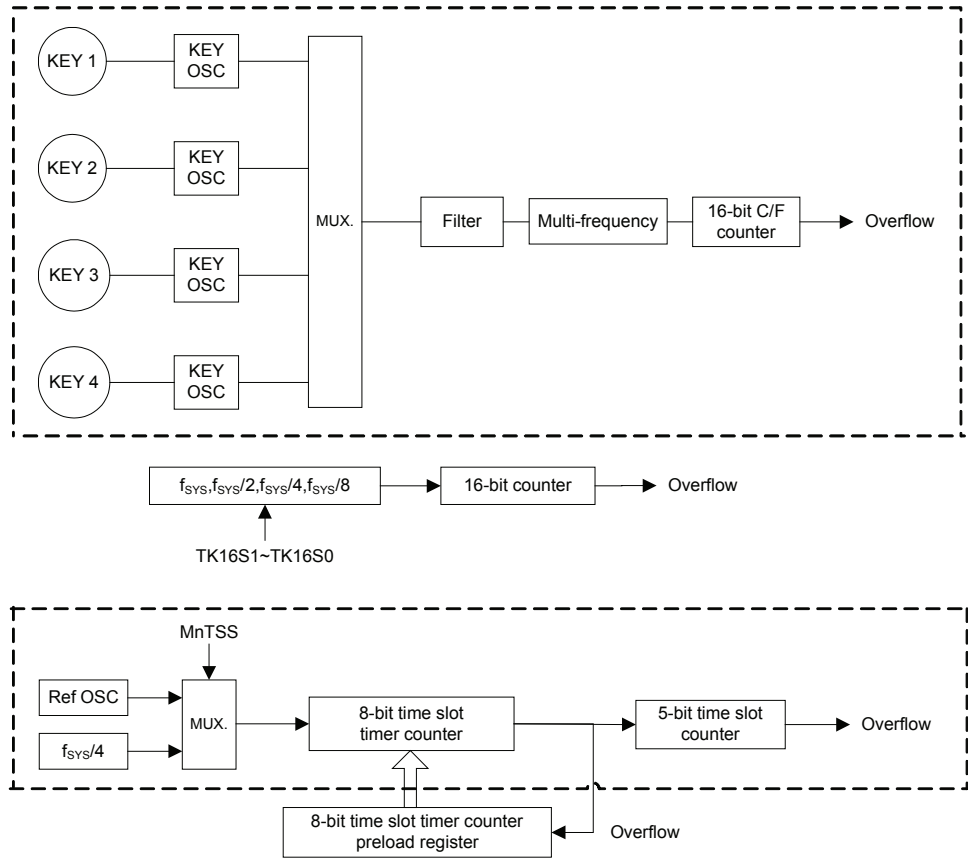 KEY 1
KEY
OSC
KEY 2
KEY
OSC
KEY 3
KEY
OSC
KEY 4
KEY
OSC
MUX.
Filter
Multi-frequency
16-bit C/F
counter
Overflow
fSYS,fSYS/2,fSYS/4,fSYS/8
16-bit counter
Overflow
TK16S1~TK16S0
MnTSS
Ref OSC
fSYS/4
MUX.
8-bit time slot
timer counter
5-bit time slot
counter
Overflow
8-bit time slot timer counter
preload register
Overflow